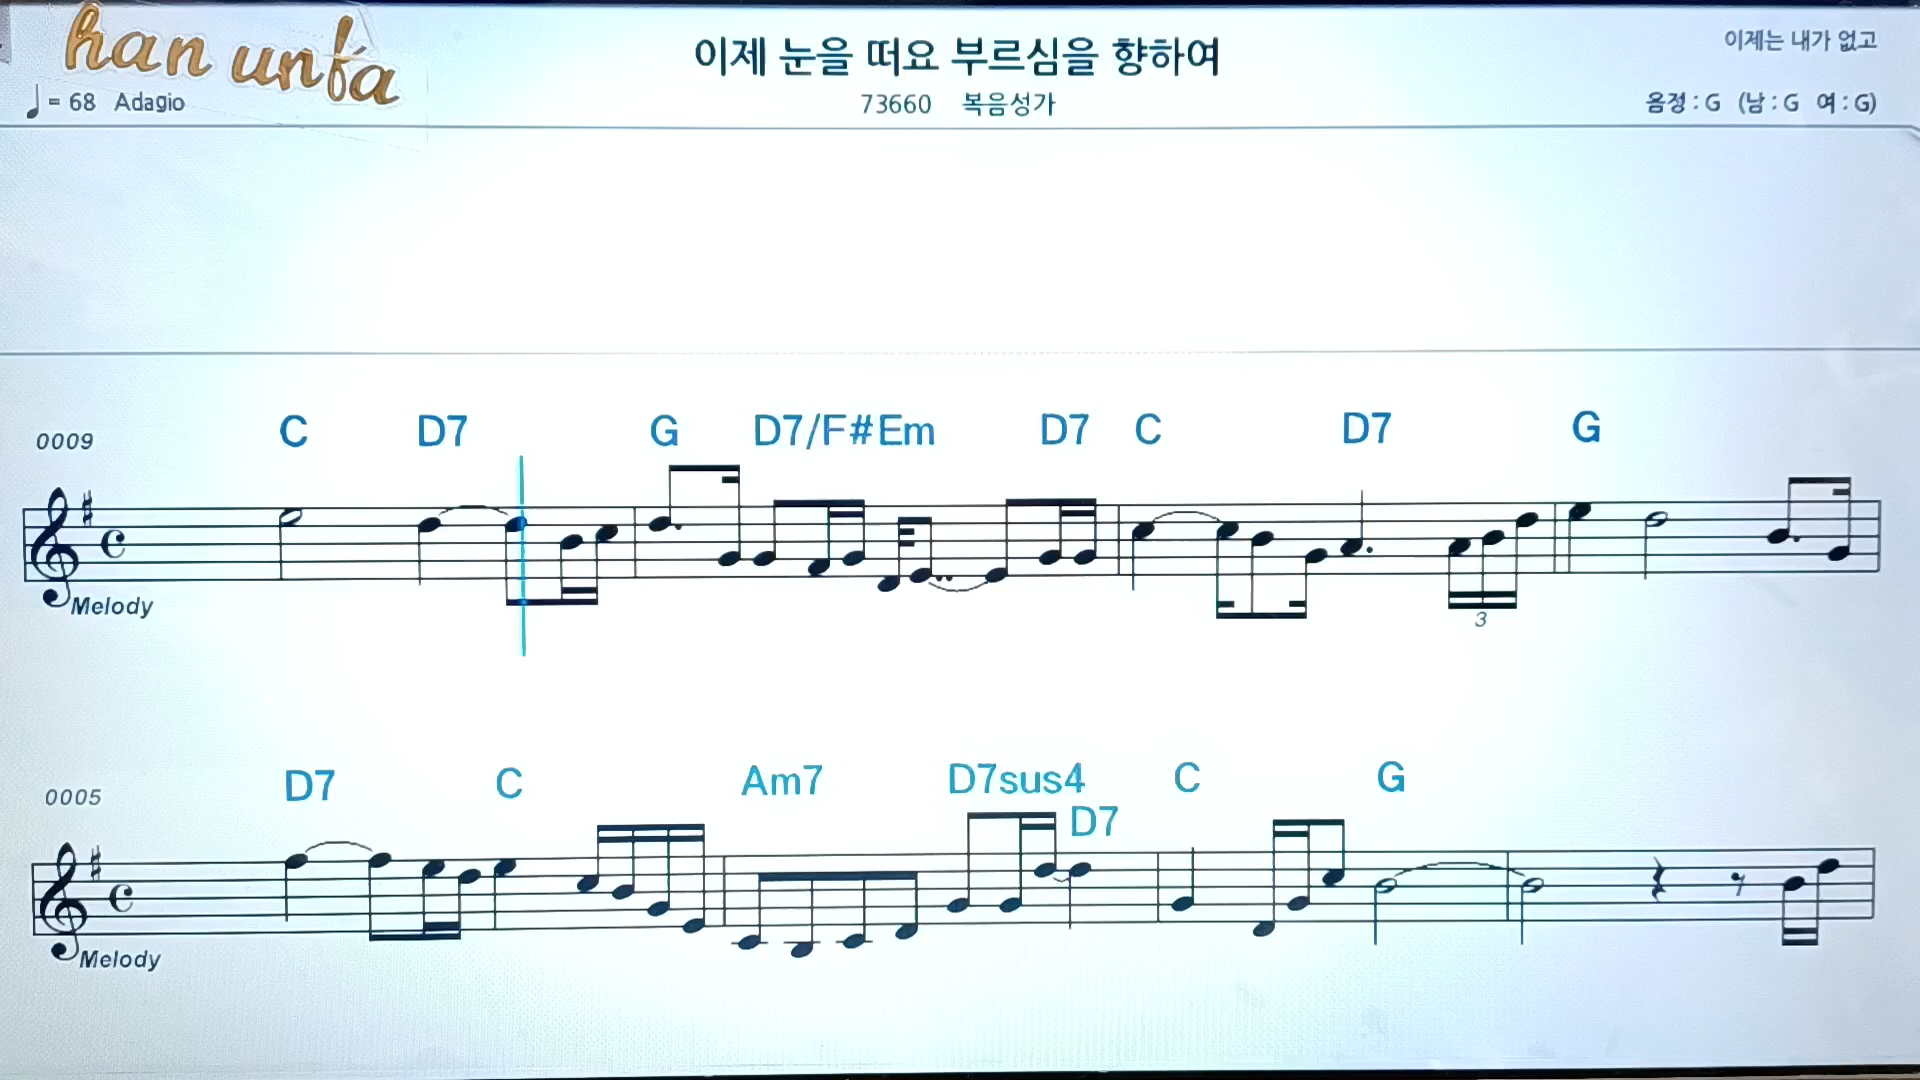 han unfa
이제 눈을 떠요 부르심을 향하여
이제는 내가 없고
♩= 68 Adagio
73660 복음성가
음정 : G (남 : G 여 : G)
0009 C D7 G D7/F# Em D7 C D7 G
Melody
3
0005 D7 C Am7 D7sus4 D7 C G
Melody